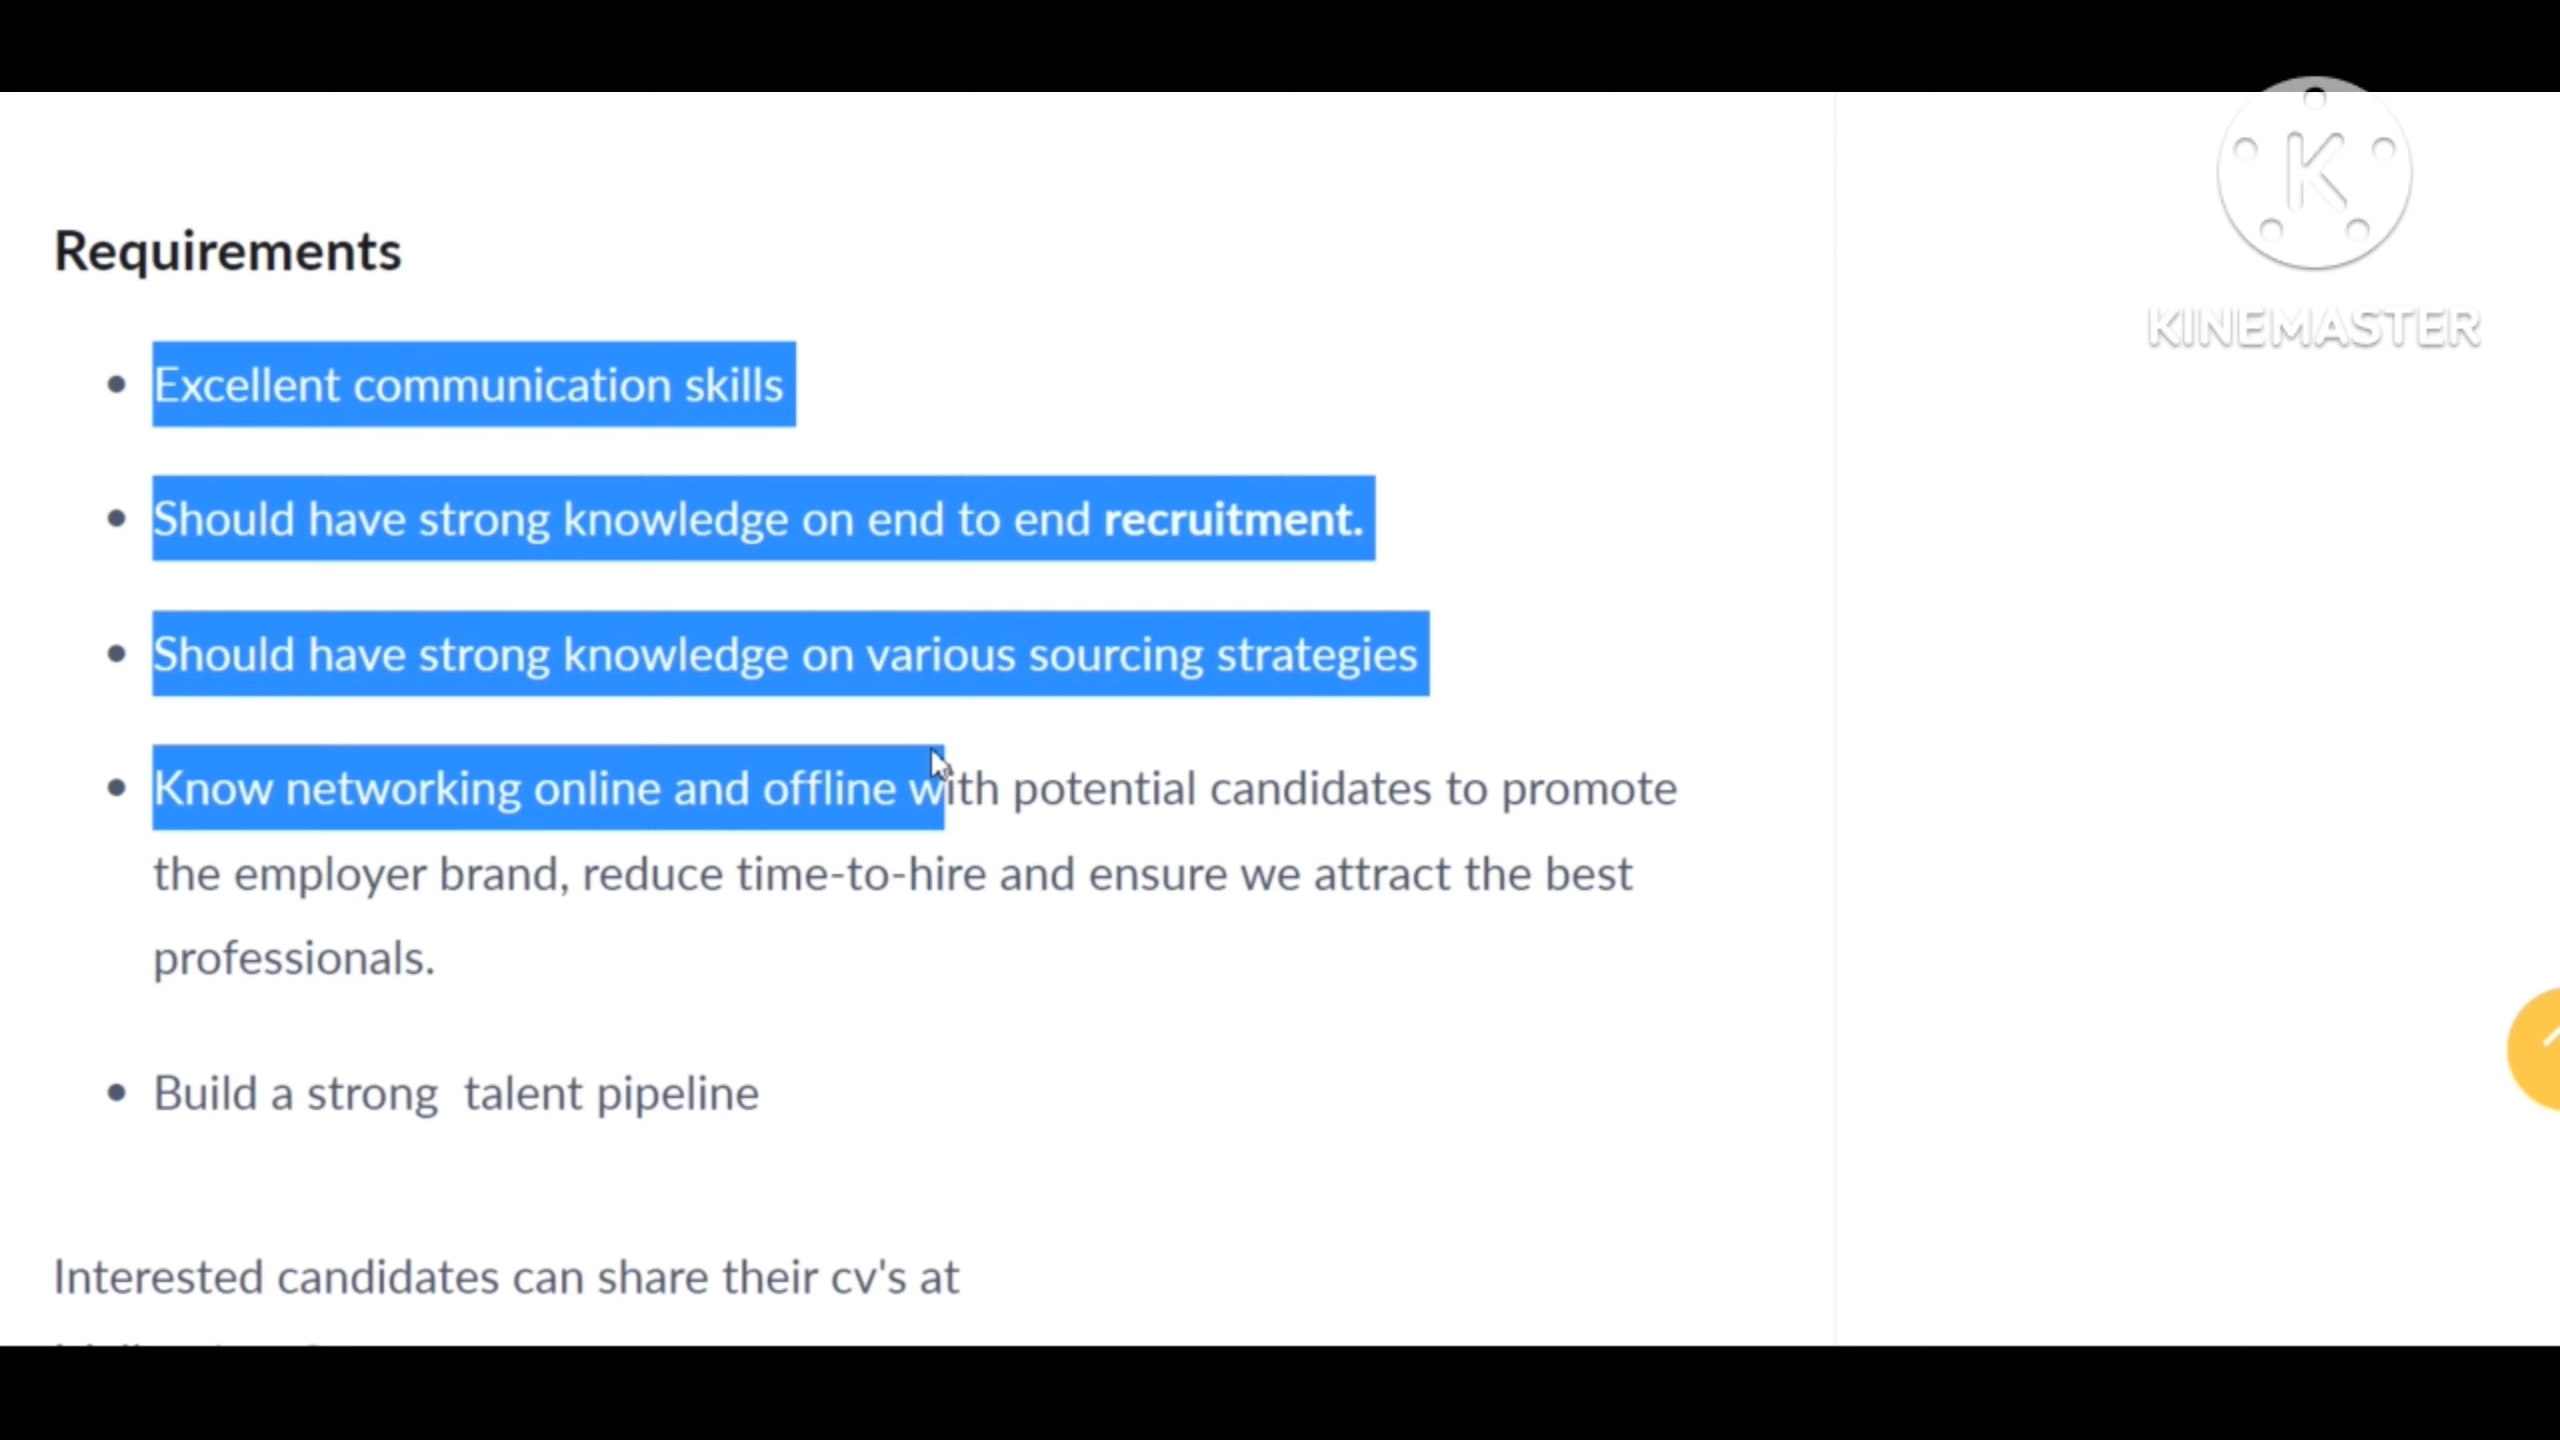 K
KINEMASTER
Requirements
Excellent communication skills
Should have strong knowledge on end to end recruitment.
Should have strong knowledge on various sourcing strategies
Know networking online and offline with potential candidates to promote
the employer brand, reduce time-to-hire and ensure we attract the best
professionals.
Build a strong  talent pipeline
Interested candidates can share their cv's at